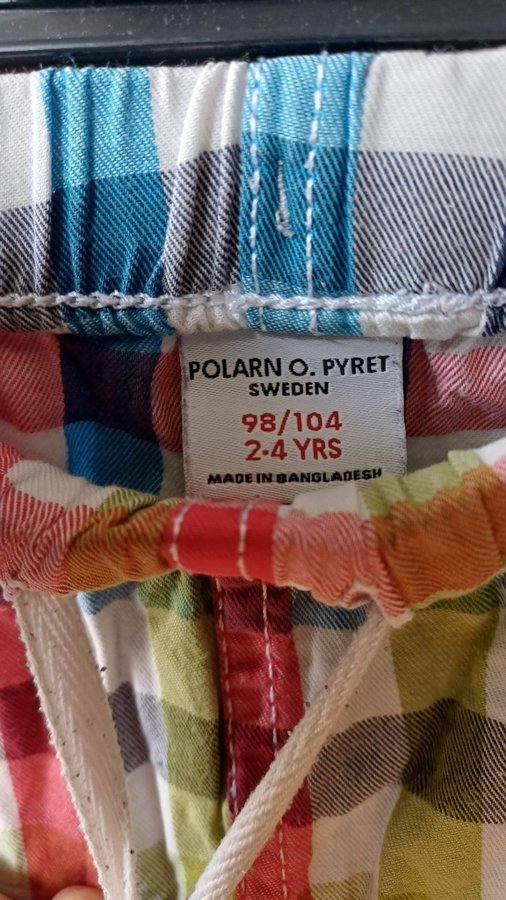 POLARN O. PYRET
SWEDEN
98/104
2-4 YRS
MADE IN BANGLADESH